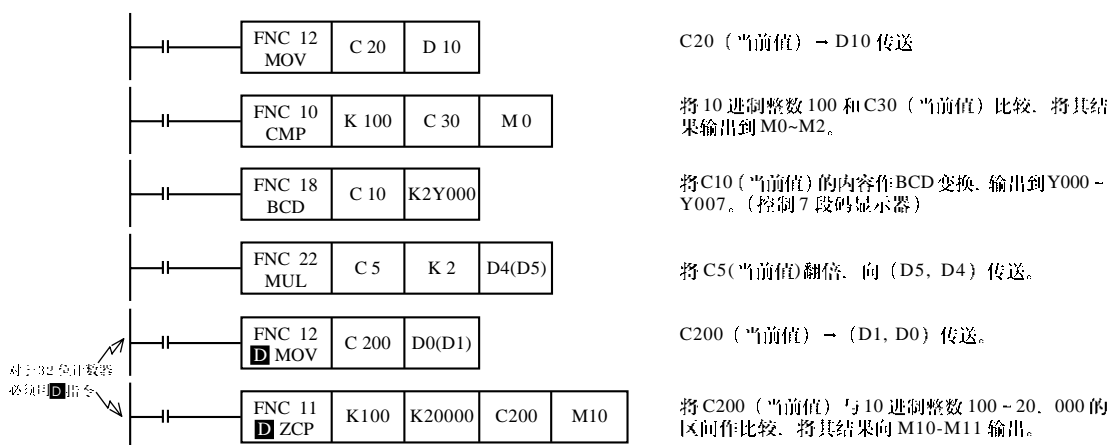 FNC 12
MOV
C 20
D 10
C20（当前值）→ D10 传送
FNC 10
CMP
K 100
C 30
M 0
将 10 进制整数 100 和 C30（当前值）比较．将其结
果输出到 M0~M2。
FNC 18
BCD
C 10
K2Y000
将 C10（当前值）的内容作 BCD 变换．输出到 Y000 ~
Y007。（控制 7 段码显示器）
FNC 22
MUL
C 5
K 2
D4(D5)
将 C5(当前值)翻倍．向（D5, D4）传送。
FNC 12
D MOV
C 200
D0(D1)
C200（当前值）→（D1, D0）传送。
对于32 位计数器
必须用D指令
FNC 11
D ZCP
K100
K20000
C200
M10
将 C200（当前值）与 10 进制整数 100 ~ 20．000 的
区间作比较．将其结果向 M10-M11 输出。